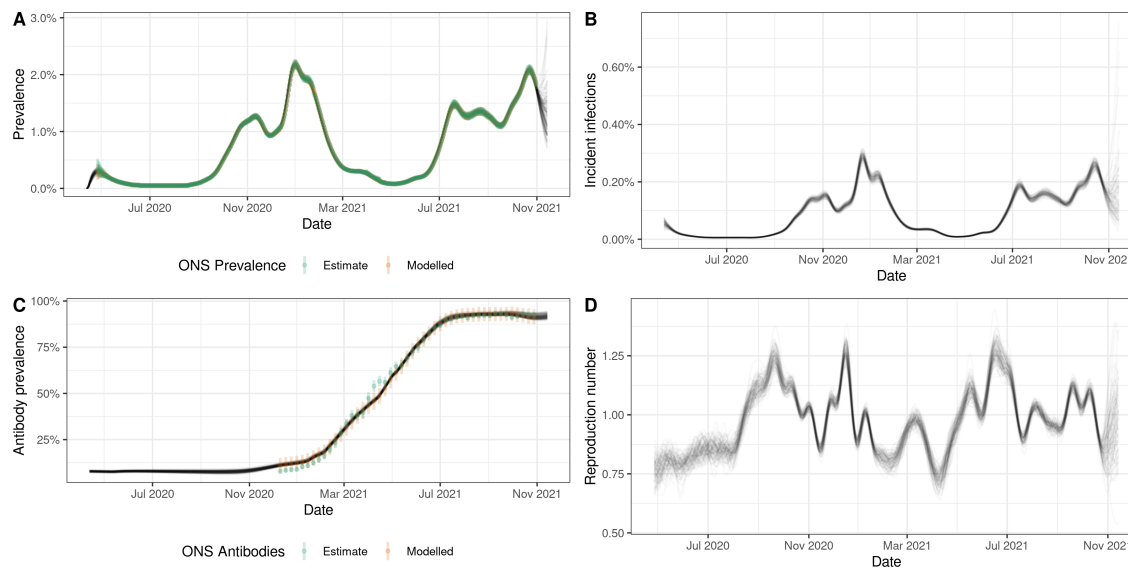 A
3.0%
2.0%
1.0%
0.0%
Prevalence
Jul 2020 Nov 2020 Mar 2021 Jul 2021 Nov 2021
Date
ONS Prevalence Estimate Modelled
B
0.60%
0.40%
0.20%
0.00%
Incident infections
Jul 2020 Nov 2020 Mar 2021 Jul 2021 Nov 202
Date
C
100%
75%
50%
25%
Antibody prevalence
Jul 2020 Nov 2020 Mar 2021 Jul 2021 Nov 2021
Date
ONS Antibodies Estimate Modelled
D
1.25
1.00
0.75
0.50
Reproduction number
Jul 2020 Nov 2020 Mar 2021 Jul 2021 Nov 202
Date